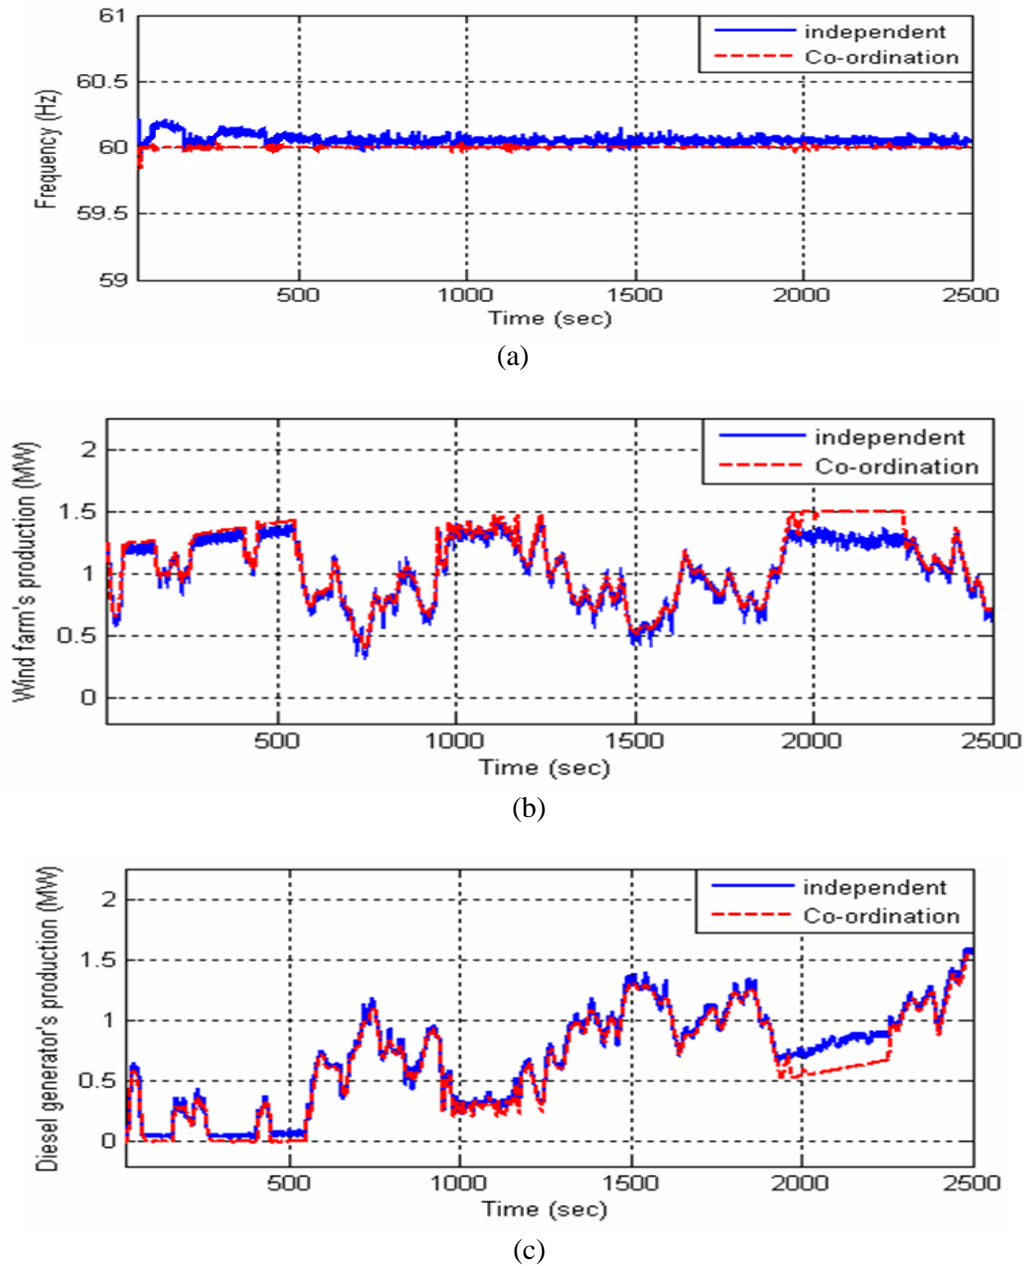 61
60.5
60
59.5
59
Frequency (Hz)
independent
Co-ordination
500
1000
1500
2000
2500
Time (sec)
(a)
2
1.5
1
0.5
0
Wind farm's production (MW)
independent
Co-ordination
500
1000
1500
2000
2500
Time (sec)
(b)
2
1.5
1
0.5
0
Diesel generator's production (MW)
independent
Co-ordination
500
1000
1500
2000
2500
Time (sec)
(c)